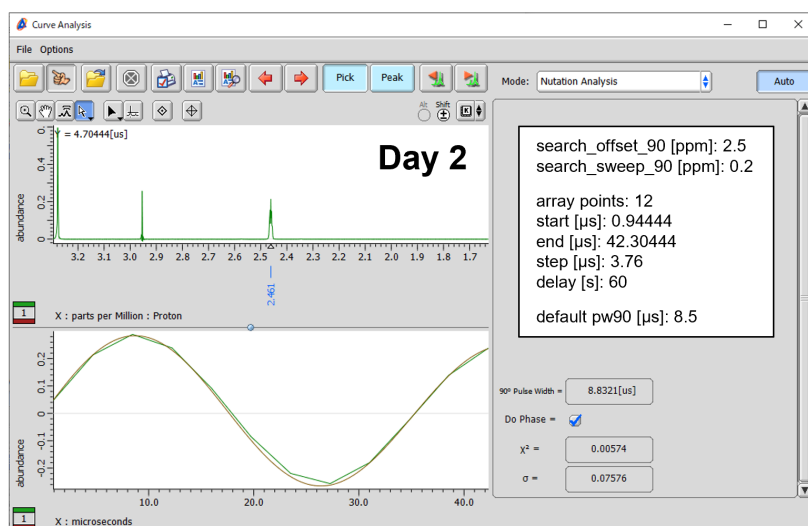 Curve Analysis
File Options
Pick Peak Mode: Nutation Analysis Auto
Alt Shift
Y = 4.70444[us]
Day 2
0.4
0.2
0
abundance
3.2 3.1 3.0 2.9 2.8 2.7 2.6 2.5 2.4 2.3 2.2 2.1 2.0 1.9 1.8 1.7
2.461
1
X : parts per Million : Proton
0.2
0.1
0
-0.1
-0.2
abundance
10.0 20.0 30.0 40.0
1
X : microseconds
search_offset_90 [ppm]: 2.5
search_sweep_90 [ppm]: 0.2
array points: 12
start [µs]: 0.94444
end [µs]: 42.30444
step [µs]: 3.76
delay [s]: 60
default pw90 [µs]: 8.5
90º Pulse Width = 8.8321[us]
Do Phase =
χ² = 0.00574
σ = 0.07576